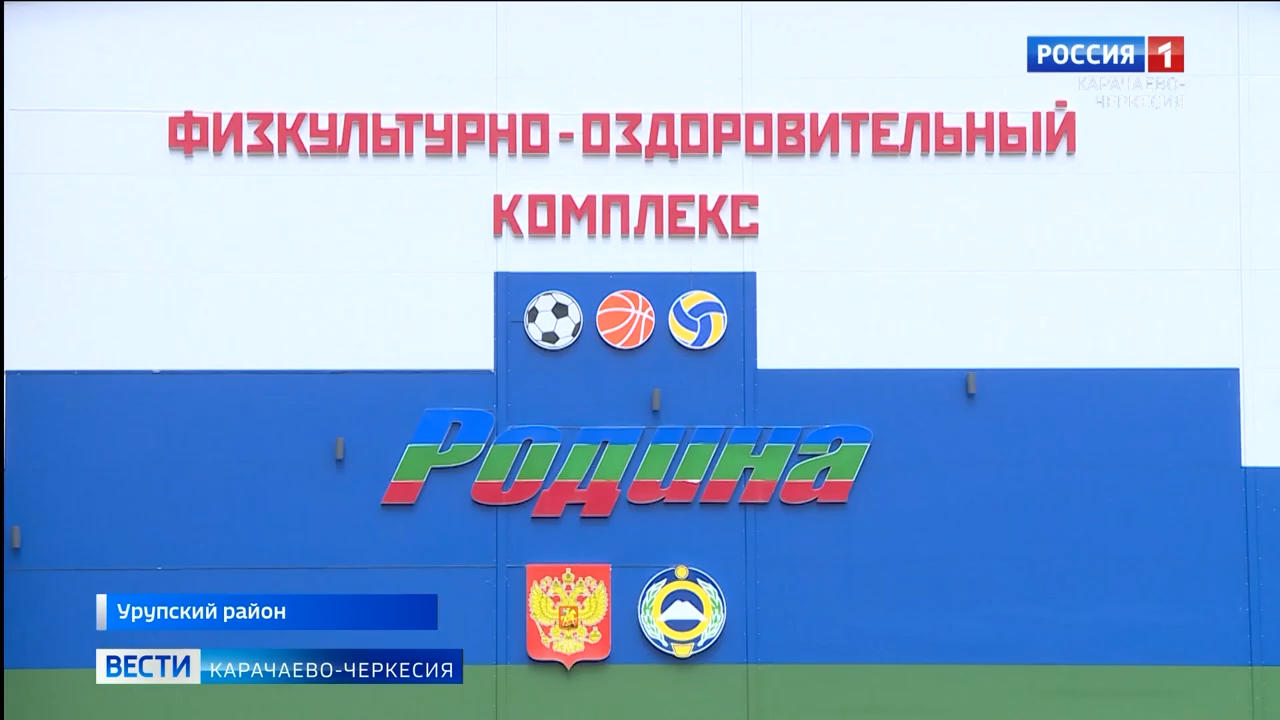 РОССИЯ 1
КАРАЧАЕВО-
ЧЕРКЕСИЯ
ФИЗКУЛЬТУРНО-ОЗДОРОВИТЕЛЬНЫЙ
КОМПЛЕКС
Родина
Урупский район
ВЕСТИ КАРАЧАЕВО-ЧЕРКЕСИЯ